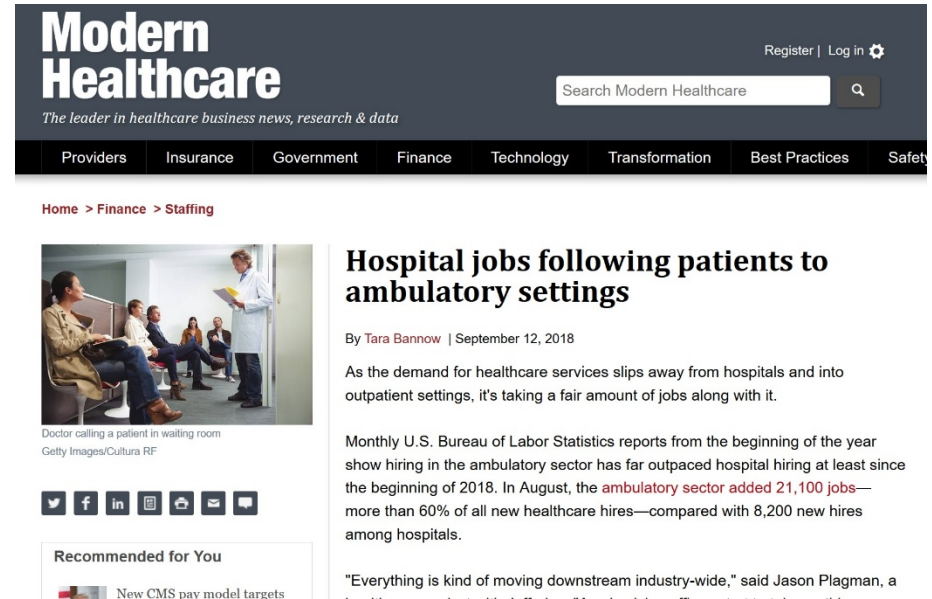 Modern
Healthcare
The leader in healthcare business news, research & data
Register | Log in
Search Modern Healthcare
Providers Insurance Government Finance Technology Transformation Best Practices Safety
Home > Finance > Staffing
Doctor calling a patient in waiting room
Getty Images/Cultura RF
Recommended for You
New CMS pay model targets
Hospital jobs following patients to
ambulatory settings
By Tara Bannow | September 12, 2018
As the demand for healthcare services slips away from hospitals and into
outpatient settings, it's taking a fair amount of jobs along with it.
Monthly U.S. Bureau of Labor Statistics reports from the beginning of the year
show hiring in the ambulatory sector has far outpaced hospital hiring at least since
the beginning of 2018. In August, the ambulatory sector added 21,100 jobs—
more than 60% of all new healthcare hires—compared with 8,200 new hires
among hospitals.
"Everything is kind of moving downstream industry-wide," said Jason Plagman, a